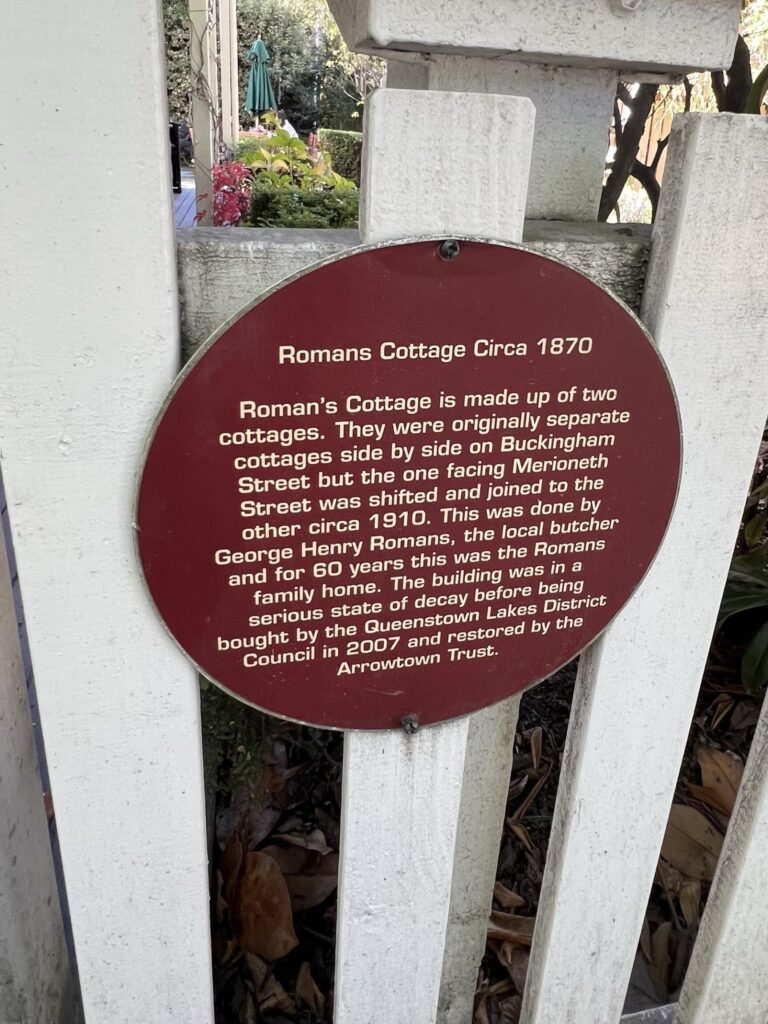 Romans Cottage Circa 1870
Roman's Cottage is made up of two
cottages. They were originally separate
cottages side by side on Buckingham
Street but the one facing Merioneth
Street was shifted and joined to the
other circa 1910. This was done by
George Henry Romans, the local butcher
and for 60 years this was the Romans
family home. The building was in a
serious state of decay before being
bought by the Queenstown Lakes District
Council in 2007 and restored by the
Arrowtown Trust.